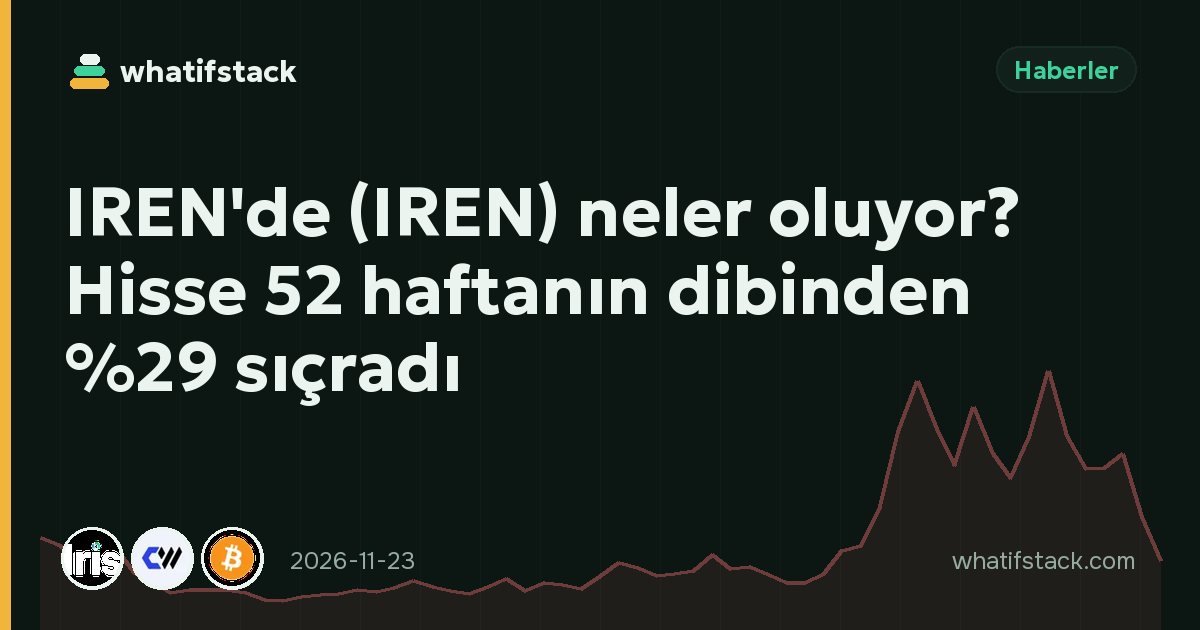 whatifstack
Haberler
IREN'de (IREN) neler oluyor?
Hisse 52 haftanın dibinden
%29 sıçradı
Iris
2026-11-23
whatifstack.com